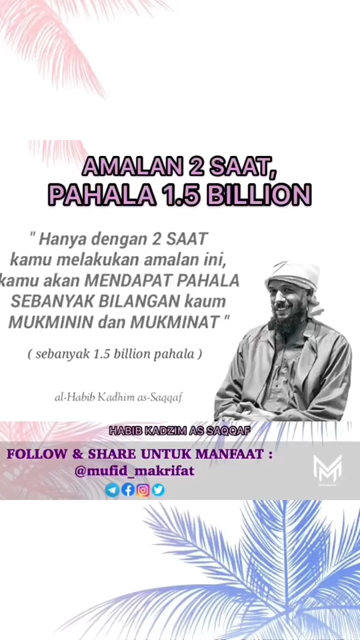 AMALAN 2 SAAT,
PAHALA 1.5 BILLION
" Hanya dengan 2 SAAT
kamu melakukan amalan ini,
kamu akan MENDAPAT PAHALA
SEBANYAK BILANGAN kaum
MUKMININ dan MUKMINAT "
( sebanyak 1.5 billion pahala )
al-Habib Kadhim as-Saqqaf
HABIB KADZIM AS SAQQAF
FOLLOW & SHARE UNTUK MANFAAT :
@mufid_makrifat